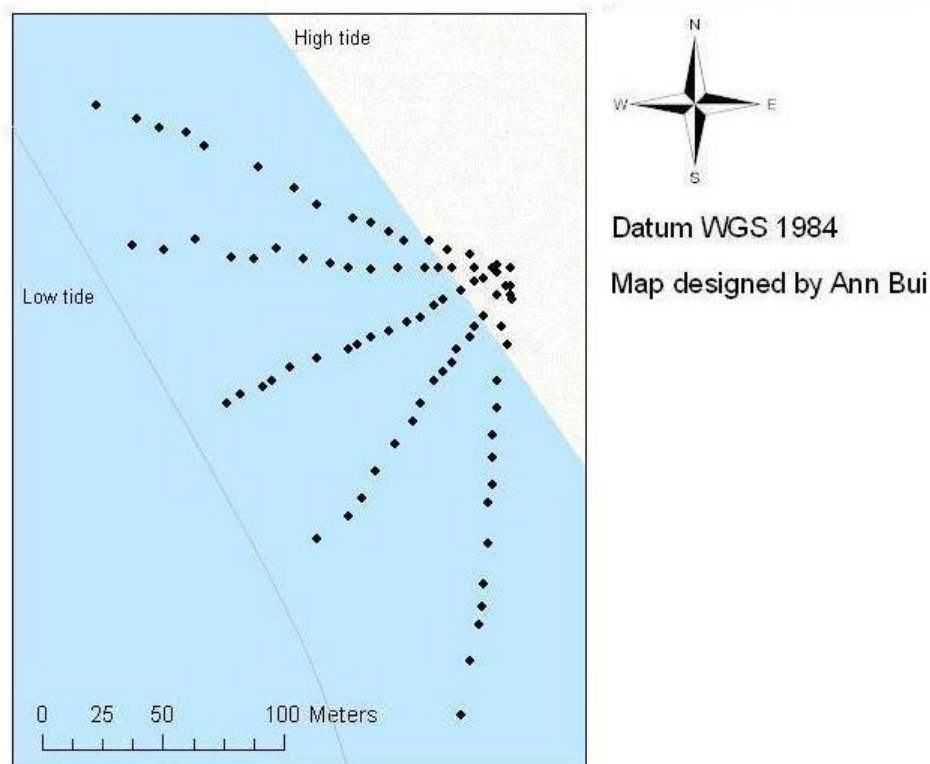 High tide
N
W E
S
Datum WGS 1984
Map designed by Ann Bui
Low tide
0 25 50 100 Meters